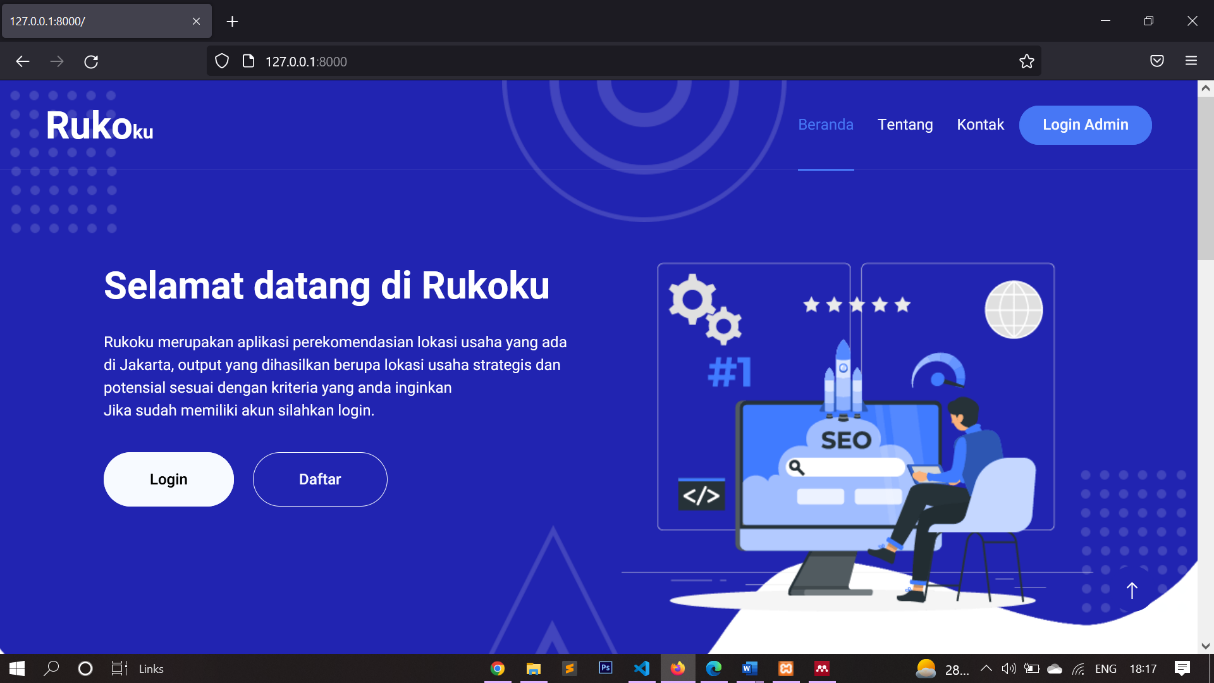 127.0.0.1:8000/
127.0.0.1:8000
Rukoku
Beranda
Tentang
Kontak
Login Admin
Selamat datang di Rukoku
Rukoku merupakan aplikasi perekomendasian lokasi usaha yang ada
di Jakarta, output yang dihasilkan berupa lokasi usaha strategis dan
potensial sesuai dengan kriteria yang anda inginkan
Jika sudah memiliki akun silahkan login.
Login
Daftar
#1
SEO
</>
Links
Ps
28...
ENG
18:17